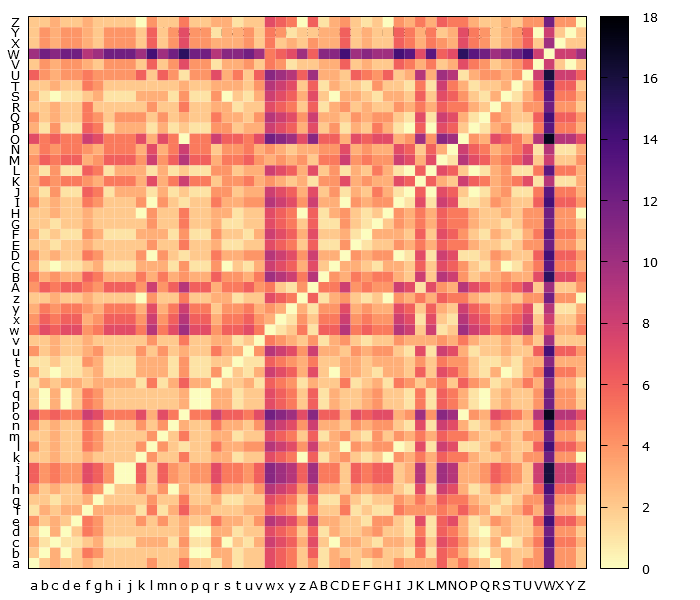 Z
Y
X
W
V
U
T
S
R
Q
P
O
N
M
L
K
J
I
H
G
F
E
D
C
B
A
z
y
x
w
v
u
t
s
r
q
p
o
n
m
l
k
j
i
h
g
f
e
d
c
b
a
a b c d e f g h i j k l m n o p q r s t u v w x y z A B C D E F G H I J K L M N O P Q R S T U V W X Y Z
18
16
14
12
10
8
6
4
2
0